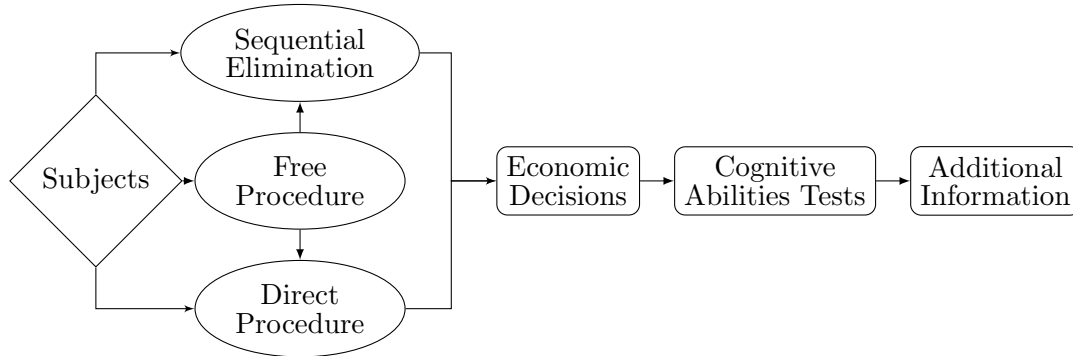 Sequential
Elimination
Subjects
Free
Procedure
Direct
Procedure
Economic
Decisions
Cognitive
Abilities Tests
Additional
Information